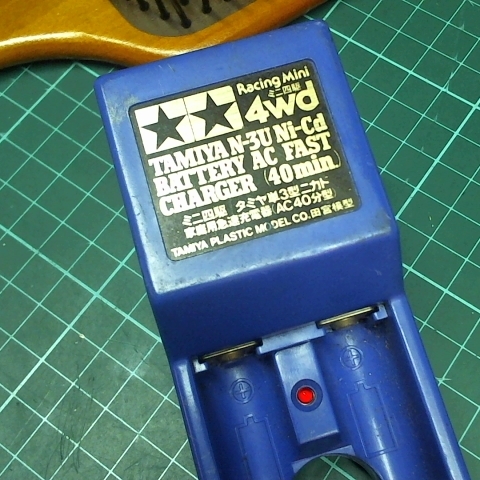 Racing Mini
ミニ四駆
4wd
TAMIYA N-3U Ni-Cd
BATTERY AC FAST
CHARGER (40min)
ミニ四駆 タミヤ単3型ニカド
家庭用急速充電器(AC40分型)
TAMIYA PLASTIC MODEL CO.田宮模型